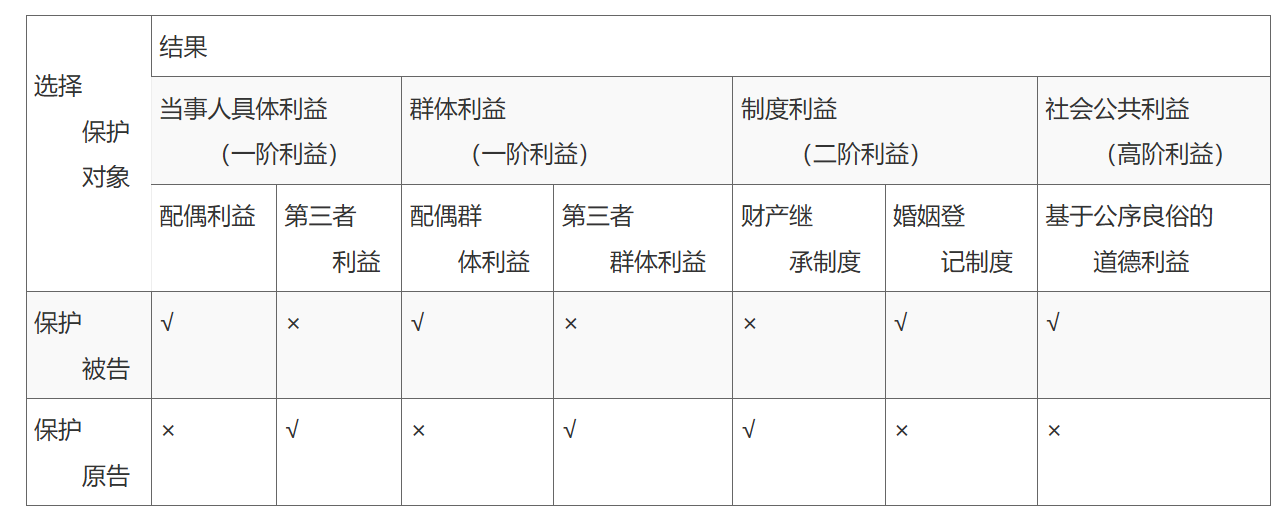 结果
选择
保护
对象
当事人具体利益
（一阶利益）
群体利益
（一阶利益）
制度利益
（二阶利益）
社会公共利益
（高阶利益）
配偶利益
第三者
利益
配偶群
体利益
第三者
群体利益
财产继
承制度
婚姻登
记制度
基于公序良俗的
道德利益
保护
被告
√
×
√
×
×
√
√
保护
原告
×
√
×
√
√
×
×